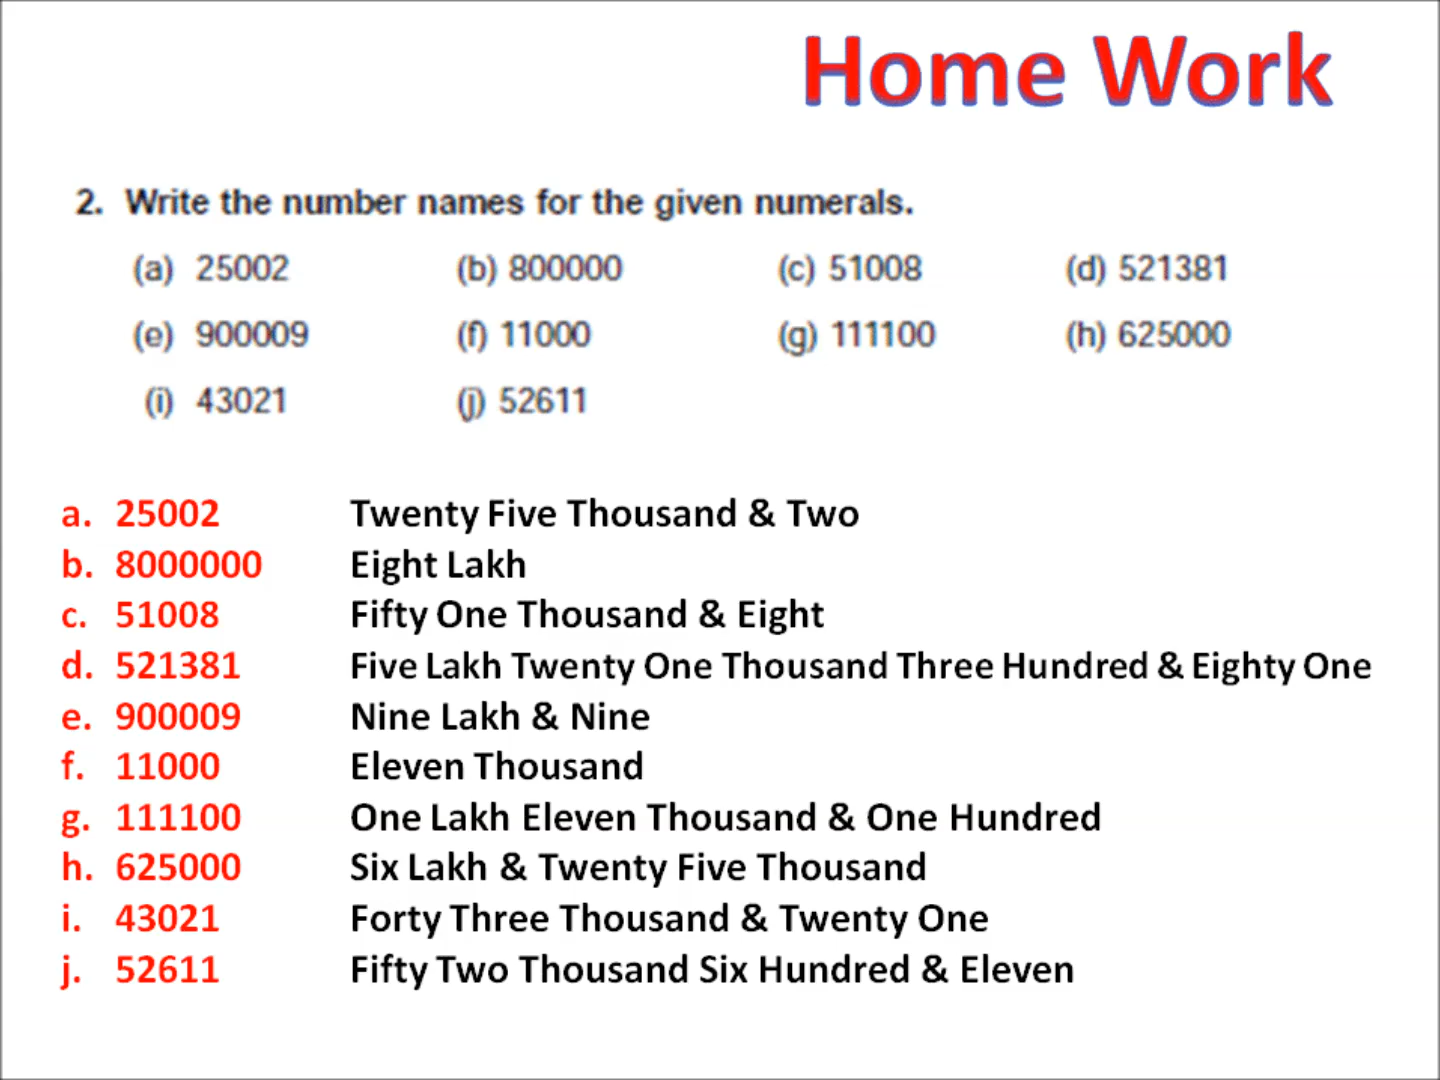 Home Work
2. Write the number names for the given numerals.
(a) 25002 (b) 800000 (c) 51008 (d) 521381
(e) 900009 (f) 11000 (g) 111100 (h) 625000
(i) 43021 (j) 52611
a. 25002 Twenty Five Thousand & Two
b. 8000000 Eight Lakh
c. 51008 Fifty One Thousand & Eight
d. 521381 Five Lakh Twenty One Thousand Three Hundred & Eighty One
e. 900009 Nine Lakh & Nine
f. 11000 Eleven Thousand
g. 111100 One Lakh Eleven Thousand & One Hundred
h. 625000 Six Lakh & Twenty Five Thousand
i. 43021 Forty Three Thousand & Twenty One
j. 52611 Fifty Two Thousand Six Hundred & Eleven